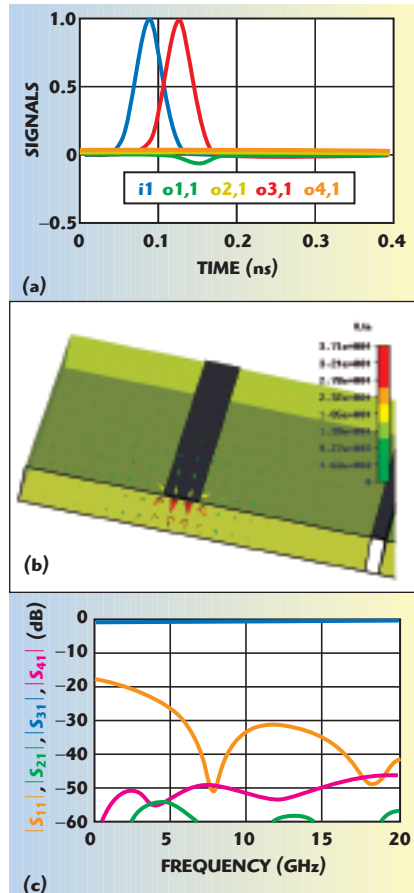 (a)
SIGNALS
1.0
0.5
0
–0.5
0 0.1 0.2 0.3 0.4
i1 o1,1 o2,1 o3,1 o4,1
TIME (ns)
(b)
(c)
|S11|, |S21|, |S31|, |S41| (dB)
0
–10
–20
–30
–40
–50
–60
0 5 10 15 20
FREQUENCY (GHz)